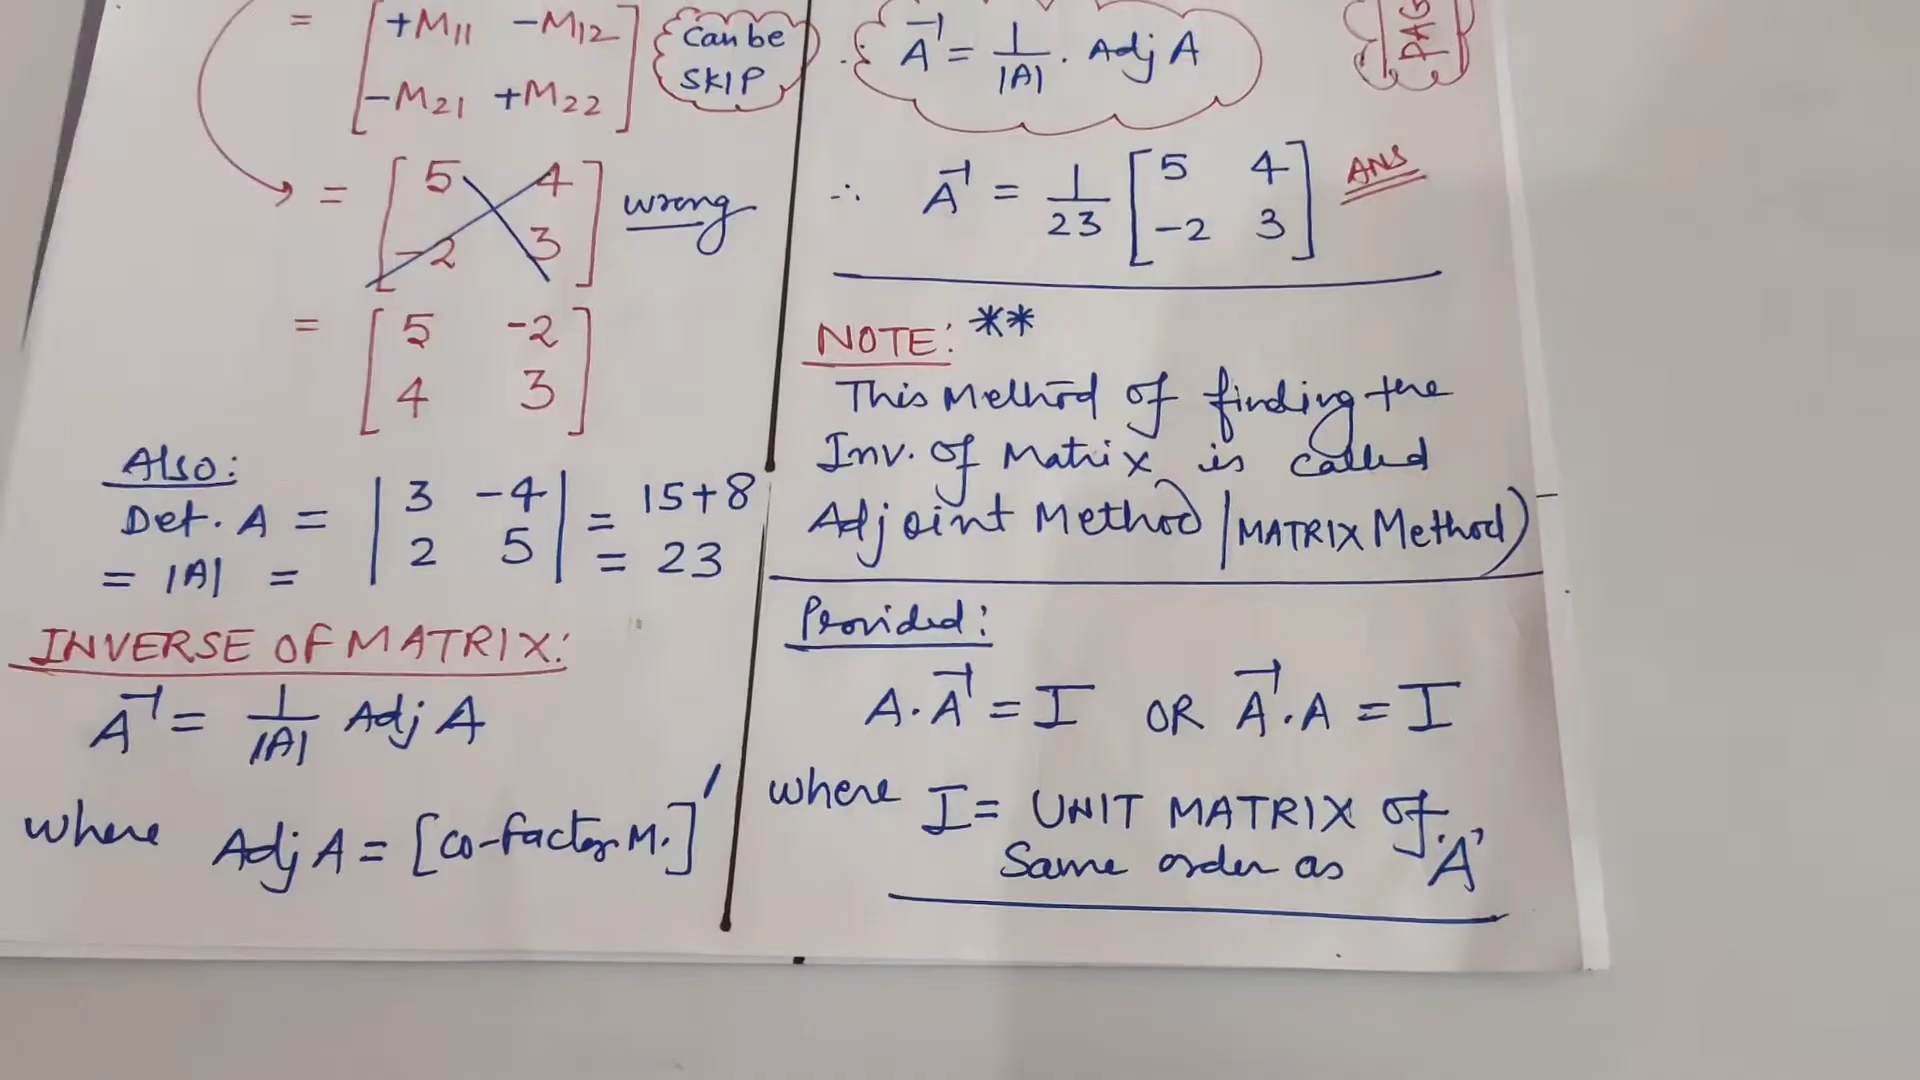 = [ +M11 -M12
-M21 +M22 ]
Can be
SKIP
= [ 5 4
-2 3 ] wrong
= [ 5 -2
4 3 ]
Also:
Det. A = | 3 -4
2 5 | = 15+8
= |A| =
= 23
INVERSE OF MATRIX:
A⁻¹ = 1/|A| Adj A
where Adj A = [co-factor M.]'
∴ A⁻¹ = 1/|A| . Adj A
PAG
∴ A⁻¹ = 1/23 [ 5 4
-2 3 ] ANS
NOTE: **
This Method of finding the
Inv. of Matrix is called
Adjoint Method / MATRIX Method)
Provided:
A.A⁻¹ = I OR A⁻¹.A = I
where I = UNIT MATRIX of
Same order as 'A'